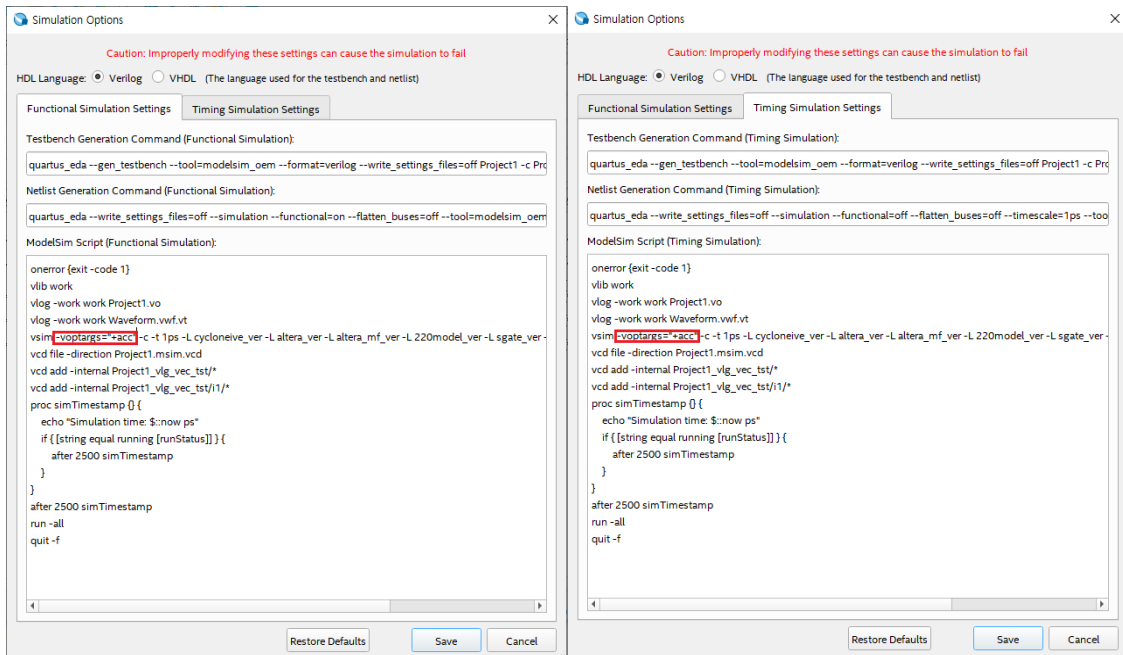 Simulation Options
Caution: Improperly modifying these settings can cause the simulation to fail
HDL Language: Verilog VHDL (The language used for the testbench and netlist)
Functional Simulation Settings Timing Simulation Settings
Testbench Generation Command (Functional Simulation):
quartus_eda --gen_testbench --tool=modelsim_oem --format=verilog --write_settings_files=off Project1 -c Pro
Netlist Generation Command (Functional Simulation):
quartus_eda --write_settings_files=off --simulation --functional=on --flatten_buses=off --tool=modelsim_oem
ModelSim Script (Functional Simulation):
onerror {exit -code 1}
vlib work
vlog -work work Project1.vo
vlog -work work Waveform.vwf.vt
vsim -voptargs="+acc" -c -t 1ps -L cycloneive_ver -L altera_ver -L altera_mf_ver -L 220model_ver -L sgate_ver -
vcd file -direction Project1.msim.vcd
vcd add -internal Project1_vlg_vec_tst/*
vcd add -internal Project1_vlg_vec_tst/i1/*
proc simTimestamp {} {
echo "Simulation time: $::now ps"
if { [string equal running [runStatus]] } {
after 2500 simTimestamp
}
}
after 2500 simTimestamp
run -all
quit -f
Restore Defaults Save Cancel
Simulation Options
Caution: Improperly modifying these settings can cause the simulation to fail
HDL Language: Verilog VHDL (The language used for the testbench and netlist)
Functional Simulation Settings Timing Simulation Settings
Testbench Generation Command (Timing Simulation):
quartus_eda --gen_testbench --tool=modelsim_oem --format=verilog --write_settings_files=off Project1 -c Pro
Netlist Generation Command (Timing Simulation):
quartus_eda --write_settings_files=off --simulation --functional=off --flatten_buses=off --timescale=1ps --too
ModelSim Script (Timing Simulation):
onerror {exit -code 1}
vlib work
vlog -work work Project1.vo
vlog -work work Waveform.vwf.vt
vsim -voptargs="+acc" -c -t 1ps -L cycloneive_ver -L altera_ver -L altera_mf_ver -L 220model_ver -L sgate_ver -
vcd file -direction Project1.msim.vcd
vcd add -internal Project1_vlg_vec_tst/*
vcd add -internal Project1_vlg_vec_tst/i1/*
proc simTimestamp {} {
echo "Simulation time: $::now ps"
if { [string equal running [runStatus]] } {
after 2500 simTimestamp
}
}
after 2500 simTimestamp
run -all
quit -f
Restore Defaults Save Cancel